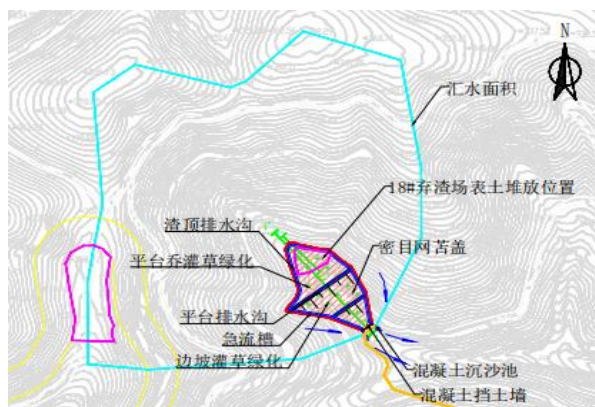 N
汇水面积
18#弃渣场表土堆放位置
渣顶排水沟
密目网苫盖
平台乔灌草绿化
平台排水沟
急流槽
边坡灌草绿化
混凝土沉沙池
混凝土挡土墙